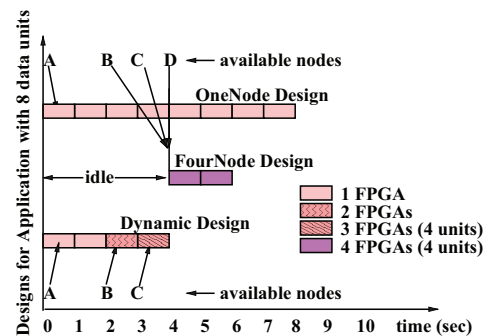 Designs for Application with 8 data units
A B C D available nodes
OneNode Design
FourNode Design
idle
1 FPGA
2 FPGAs
3 FPGAs (4 units)
4 FPGAs (4 units)
Dynamic Design
A B C available nodes
0 1 2 3 4 5 6 7 8 9 10 time (sec)